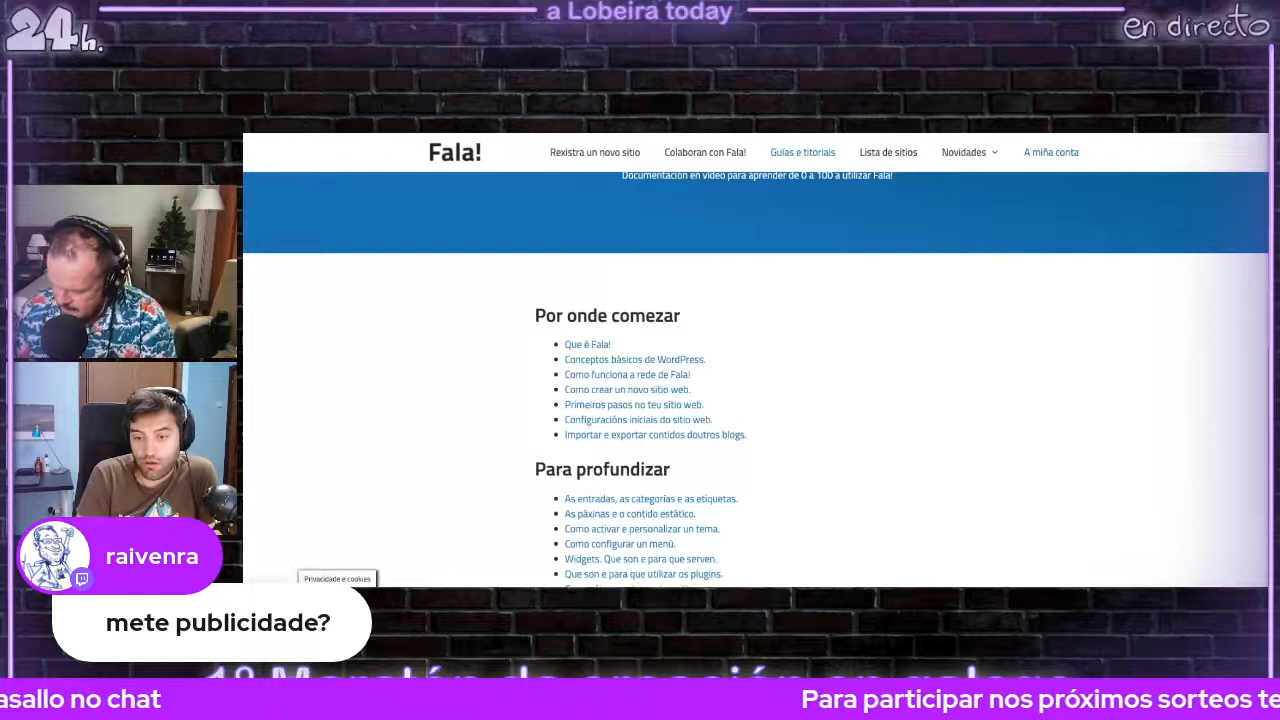 a Lobeira today
24h.
en directo
Fala!
Rexistra un novo sitio
Colaboran con Fala!
Guías e titoriais
Lista de sitios
Novidades
A miña conta
Documentación en vídeo para aprender de 0 a 100 a utilizar Fala!
Por onde comezar
Que é Fala!
Conceptos básicos de WordPress.
Como funciona a rede de Fala!
Como crear un novo sitio web.
Primeiros pasos no teu sitio web.
Configuracións iniciais do sitio web.
Importar e exportar contidos doutros blogs.
Para profundizar
As entradas, as categorías e as etiquetas.
As páxinas e o contido estático.
Como activar e personalizar un tema.
Como configurar un menú.
Widgets. Que son e para que serven.
Que son e para que utilizar os plugins.
Privacidade e cookies
raivenra
mete publicidade?
1º Maratón de creación en galego
asallo no chat
Para participar nos próximos sorteos te